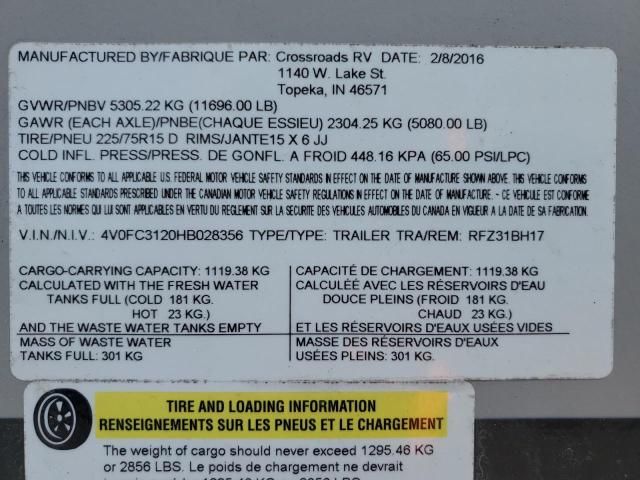 MANUFACTURED BY/FABRIQUE PAR: Crossroads RV DATE: 2/8/2016
1140 W. Lake St.
Topeka, IN 46571
GVWR/PNBV 5305.22 KG (11696.00 LB)
GAWR (EACH AXLE)/PNBE(CHAQUE ESSIEU) 2304.25 KG (5080.00 LB)
TIRE/PNEU 225/75R15 D RIMS/JANTE15 X 6 JJ
COLD INFL. PRESS/PRESS. DE GONFL. A FROID 448.16 KPA (65.00 PSI/LPC)
THIS VEHICLE CONFORMS TO ALL APPLICABLE U.S. FEDERAL MOTOR VEHICLE SAFETY STANDARDS IN EFFECT ON THE DATE OF MANUFACTURE SHOWN ABOVE. THIS VEHICLE CONFORMS
TO ALL APPLICABLE STANDARDS PRESCRIBED UNDER THE CANADIAN MOTOR VEHICLE SAFETY REGULATIONS IN EFFECT ON THE DATE OF MANUFACTURE - CE VEHICULE EST CONFORME
A TOUTES LES NORMES QUI LUI SONT APPLICABLES EN VERTU DU REGLEMENT SUR LA SECURITE DES VEHICULES AUTOMOBILES DU CANADA EN VIGUEUR A LA DATE DE SA FABRICATION.
V.I.N./N.I.V.: 4V0FC3120HB028356 TYPE/TYPE: TRAILER TRA/REM: RFZ31BH17
CARGO-CARRYING CAPACITY: 1119.38 KG
CALCULATED WITH THE FRESH WATER
TANKS FULL (COLD 181 KG.
HOT 23 KG.)
AND THE WASTE WATER TANKS EMPTY
MASS OF WASTE WATER
TANKS FULL: 301 KG
CAPACITÉ DE CHARGEMENT: 1119.38 KG
CALCULÉE AVEC LES RÉSERVOIRS D'EAU
DOUCE PLEINS (FROID 181 KG.
CHAUD 23 KG.)
ET LES RÉSERVOIRS D'EAUX USÉES VIDES
MASSE DES RÉSERVOIRS D'EAUX
USÉES PLEINS: 301 KG.
TIRE AND LOADING INFORMATION
RENSEIGNEMENTS SUR LES PNEUS ET LE CHARGEMENT
The weight of cargo should never exceed 1295.46 KG
or 2856 LBS. Le poids de chargement ne devrait